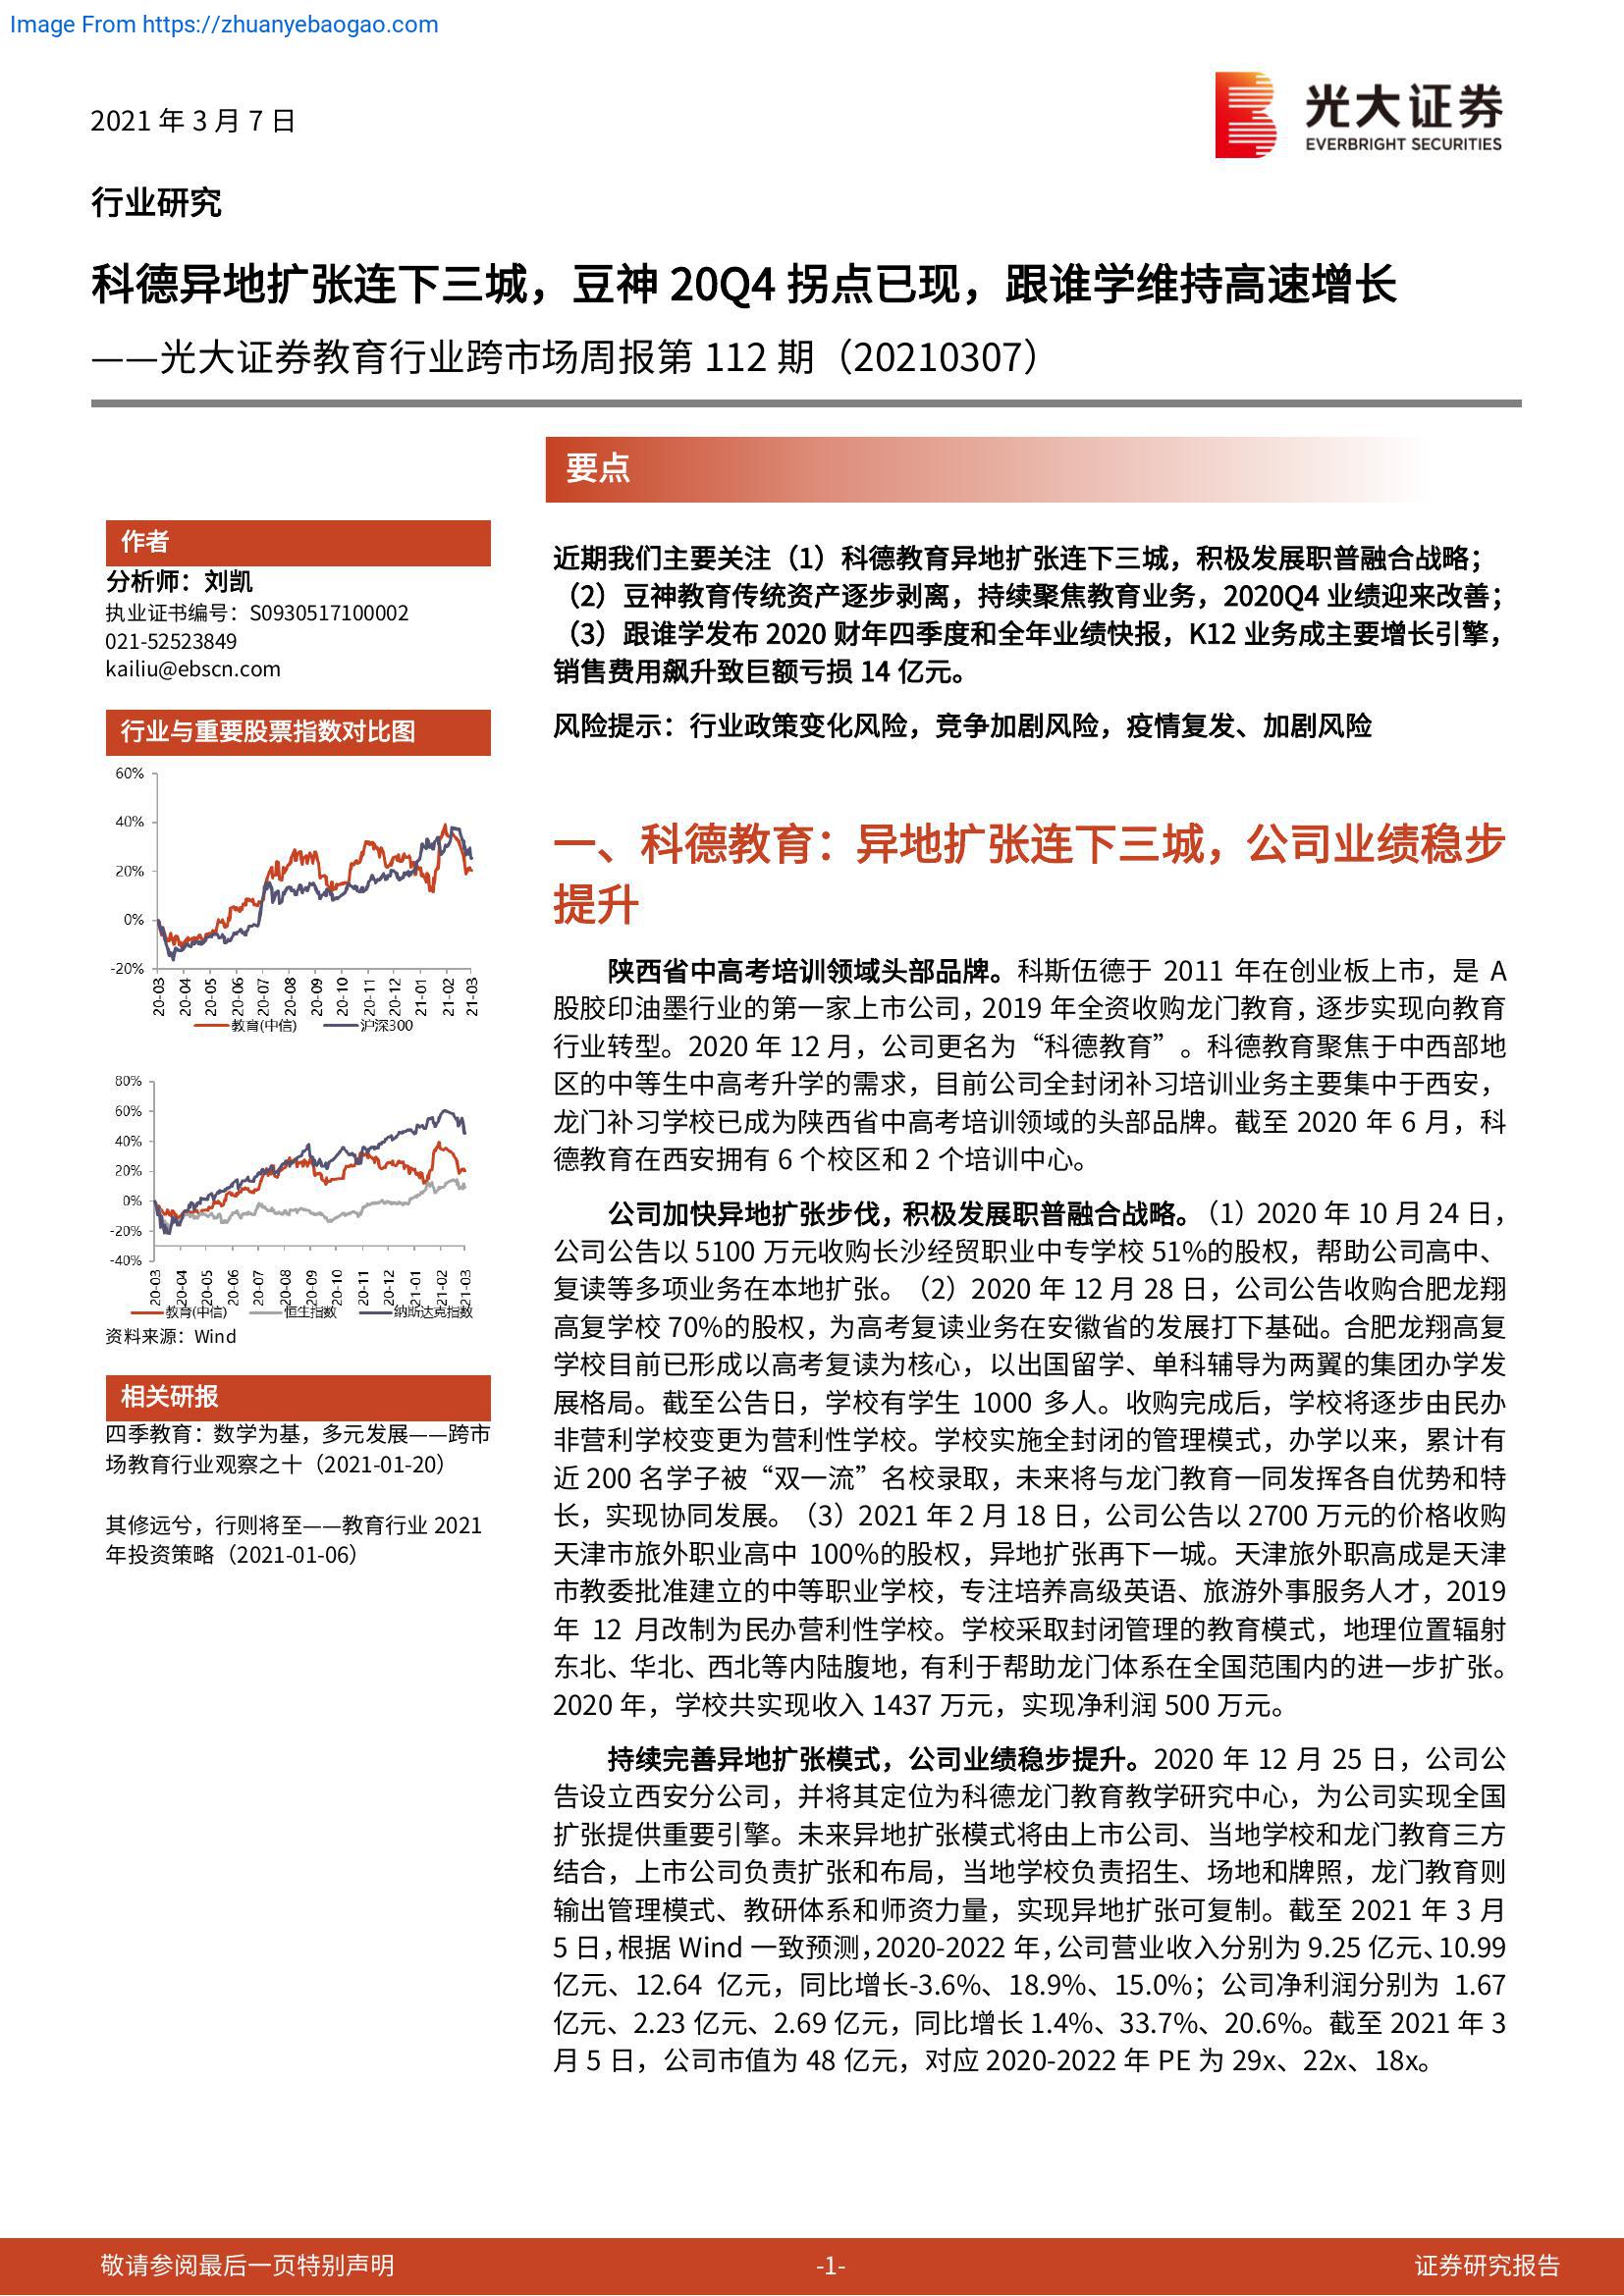 Image From https://zhuanyebaogao.com
2021 年 3 月 7 日
光大证券
EVERBRIGHT SECURITIES
行业研究
科德异地扩张连下三城，豆神 20Q4 拐点已现，跟谁学维持高速增长
——光大证券教育行业跨市场周报第 112 期（20210307）
作者
分析师：刘凯
执业证书编号：S0930517100002
021-52523849
kailiu@ebscn.com
行业与重要股票指数对比图
60%
40%
20%
0%
-20%
20-03
20-04
20-05
20-06
20-07
20-08
20-09
20-10
20-11
20-12
21-01
21-02
21-03
教育(中信)
沪深300
80%
60%
40%
20%
0%
-20%
-40%
20-03
20-04
20-05
20-06
20-07
20-08
20-09
20-10
20-11
20-12
21-01
21-02
21-03
教育(中信)
恒生指数
纳斯达克指数
资料来源：Wind
相关研报
四季教育：数学为基，多元发展——跨市
场教育行业观察之十（2021-01-20）
其修远兮，行则将至——教育行业 2021
年投资策略（2021-01-06）
要点
近期我们主要关注（1）科德教育异地扩张连下三城，积极发展职普融合战略；
（2）豆神教育传统资产逐步剥离，持续聚焦教育业务，2020Q4 业绩迎来改善；
（3）跟谁学发布 2020 财年四季度和全年业绩快报，K12 业务成主要增长引擎，
销售费用飙升致巨额亏损 14 亿元。
风险提示：行业政策变化风险，竞争加剧风险，疫情复发、加剧风险
一、科德教育：异地扩张连下三城，公司业绩稳步
提升
陕西省中高考培训领域头部品牌。科斯伍德于 2011 年在创业板上市，是 A
股胶印油墨行业的第一家上市公司，2019 年全资收购龙门教育，逐步实现向教育
行业转型。2020 年 12 月，公司更名为“科德教育”。科德教育聚焦于中西部地
区的中等生中高考升学的需求，目前公司全封闭补习培训业务主要集中于西安，
龙门补习学校已成为陕西省中高考培训领域的头部品牌。截至 2020 年 6 月，科
德教育在西安拥有 6 个校区和 2 个培训中心。
公司加快异地扩张步伐，积极发展职普融合战略。（1）2020 年 10 月 24 日，
公司公告以 5100 万元收购长沙经贸职业中专学校 51%的股权，帮助公司高中、
复读等多项业务在本地扩张。（2）2020 年 12 月 28 日，公司公告收购合肥龙翔
高复学校 70%的股权，为高考复读业务在安徽省的发展打下基础。合肥龙翔高复
学校目前已形成以高考复读为核心，以出国留学、单科辅导为两翼的集团办学发
展格局。截至公告日，学校有学生 1000 多人。收购完成后，学校将逐步由民办
非营利学校变更为营利性学校。学校实施全封闭的管理模式，办学以来，累计有
近 200 名学子被“双一流”名校录取，未来将与龙门教育一同发挥各自优势和特
长，实现协同发展。（3）2021 年 2 月 18 日，公司公告以 2700 万元的价格收购
天津市旅外职业高中 100%的股权，异地扩张再下一城。天津旅外职高成是天津
市教委批准建立的中等职业学校，专注培养高级英语、旅游外事服务人才，2019
年 12 月改制为民办营利性学校。学校采取封闭管理的教育模式，地理位置辐射
东北、华北、西北等内陆腹地，有利于帮助龙门体系在全国范围内的进一步扩张。
2020 年，学校共实现收入 1437 万元，实现净利润 500 万元。
持续完善异地扩张模式，公司业绩稳步提升。2020 年 12 月 25 日，公司公
告设立西安分公司，并将其定位为科德龙门教育教学研究中心，为公司实现全国
扩张提供重要引擎。未来异地扩张模式将由上市公司、当地学校和龙门教育三方
结合，上市公司负责扩张和布局，当地学校负责招生、场地和牌照，龙门教育则
输出管理模式、教研体系和师资力量，实现异地扩张可复制。截至 2021 年 3 月
5 日，根据 Wind 一致预测，2020-2022 年，公司营业收入分别为 9.25 亿元、10.99
亿元、12.64 亿元，同比增长-3.6%、18.9%、15.0%；公司净利润分别为 1.67
亿元、2.23 亿元、2.69 亿元，同比增长 1.4%、33.7%、20.6%。截至 2021 年 3
月 5 日，公司市值为 48 亿元，对应 2020-2022 年 PE 为 29x、22x、18x。
敬请参阅最后一页特别声明
-1-
证券研究报告